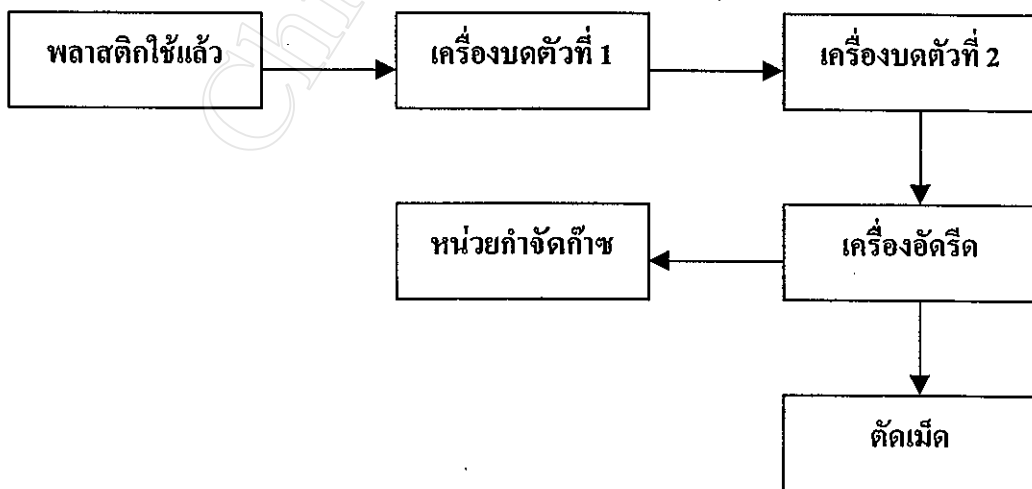 พลาสติกใช้แล้ว
เครื่องบดตัวที่ 1
เครื่องบดตัวที่ 2
หน่วยกำจัดก๊าซ
เครื่องอัดรีด
ตัดเม็ด